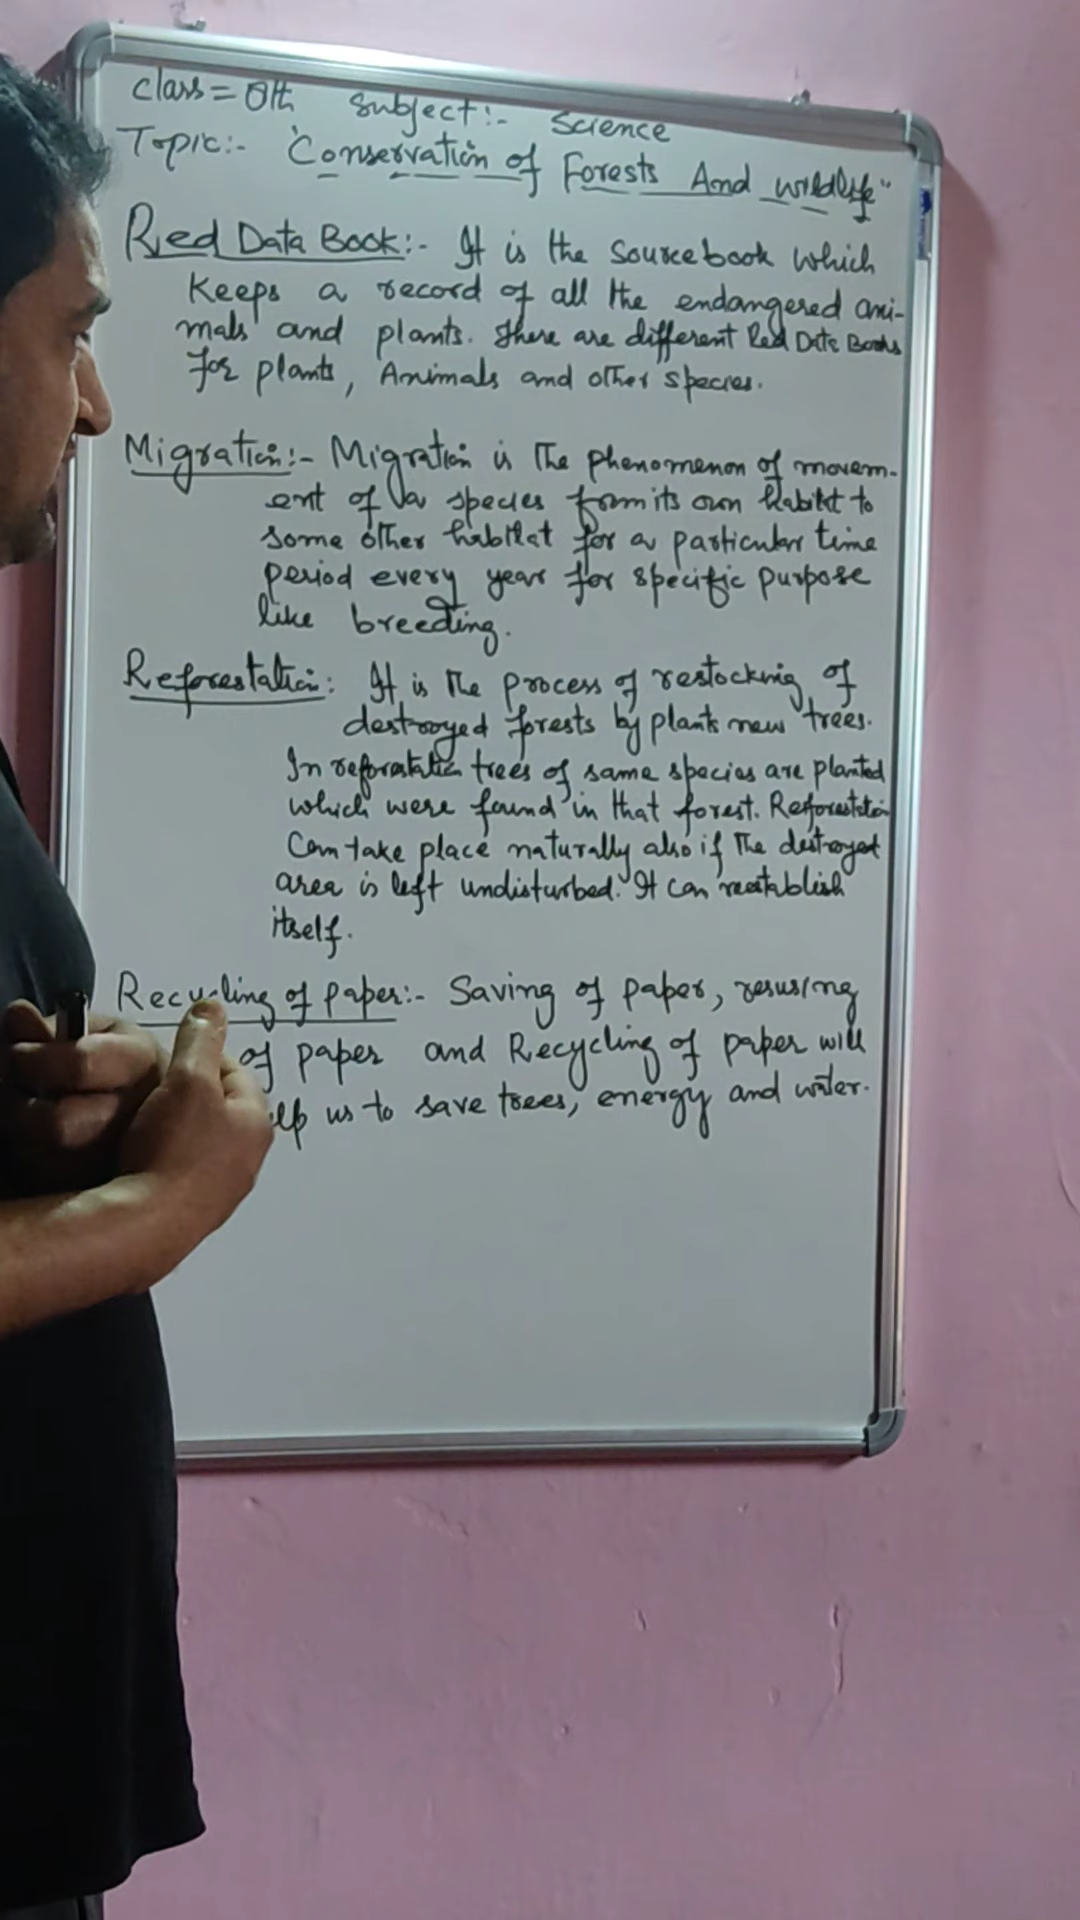 class = 8th Subject:- Science
Topic:- "Conservation of Forests And wildlife"
Red Data Book:- It is the Source book which
Keeps a record of all the endangered ani-
mals and plants. There are different Red Data Books
for plants, Animals and other species.
Migration:- Migration is The phenomenon of movem-
ent of a species from its own habitat to
some other habitat for a particular time
period every year for specific purpose
like breeding.
Reforestation: It is The process of restocking of
destroyed forests by plants new trees.
In reforestation trees of same species are planted
which were found in that forest. Reforestation
Can take place naturally also if The destroyed
area is left undisturbed. It can reestablish
itself.
Recycling of paper:- Saving of paper, resusing
of paper and Recycling of paper will
elp us to save trees, energy and water.